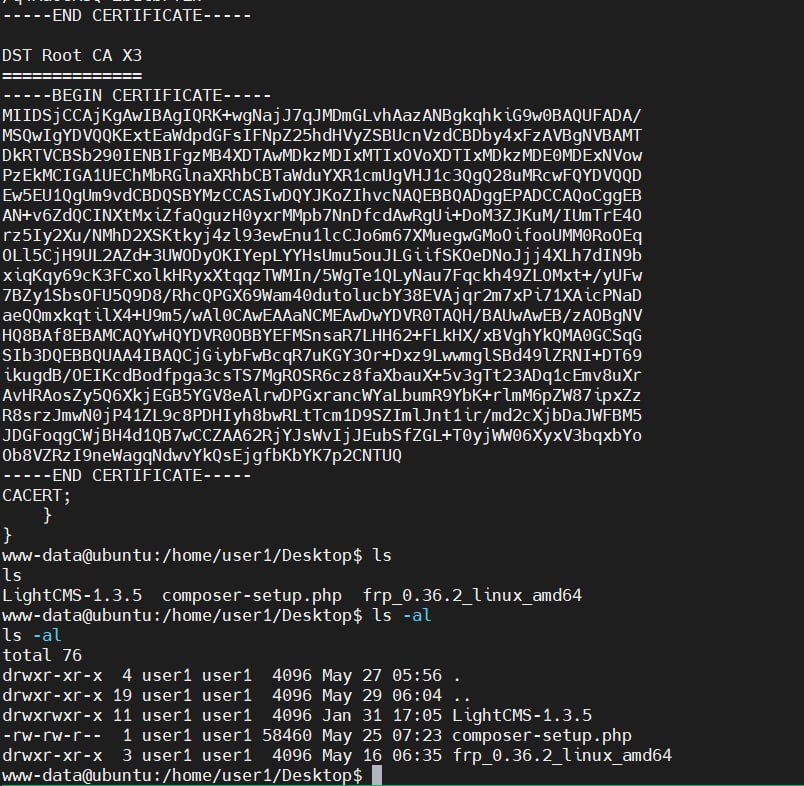 -----END CERTIFICATE-----
DST Root CA X3
==============
-----BEGIN CERTIFICATE-----
MIIDSjCCAjKgAwIBAgIQRK+wgNajJ7qJMDmGLvhAazANBgkqhkiG9w0BAQUFADA/
MSQwIgYDVQQKExtEaWdpdGFsIFNpZ25hdHVyZSBUcnVzdCBDby4xFzAVBgNVBAMT
DkRTVCBSb290IENBIFgzMB4XDTAwMDkzMDIxMTIxOVoXDTIxMDkzMDE0MDExNVow
PzEkMCIGA1UEChMbRGlnaXRhbCBTaWduYXR1cmUgVHJ1c3QgQ28uMRcwFQYDVQQD
Ew5EU1QgUm9vdCBDQSBYMzCCASIwDQYJKoZIhvcNAQEBBQADggEPADCCAQoCggEB
AN+v6ZdQCINXtMxiZfaQguzH0yxrMMpb7NnDfcdAwRgUi+DoM3ZJKuM/IUmTrE4O
rz5Iy2Xu/NMhD2XSKtkyj4zl93ewEnu1lcCJo6m67XMuegwGMoOifooUMM0RoOEq
OLl5CjH9UL2AZd+3UWODyOKIYepLYYHsUmu5ouJLGiifSKOeDNoJjj4XLh7dIN9b
xiqKqy69cK3FCxolkHRyxXtqqzTWMIn/5WgTe1QLyNau7Fqckh49ZLOMxt+/yUFw
7BZy1SbsOFU5Q9D8/RhcQPGX69Wam40dutolucbY38EVAjqr2m7xPi71XAicPNaD
aeQQmxkqtilX4+U9m5/wAl0CAwEAAaNCMEAwDwYDVR0TAQH/BAUwAwEB/zAOBgNV
HQ8BAf8EBAMCAQYwHQYDVR0OBBYEFMSnsaR7LHH62+FLkHX/xBVghYkQMA0GCSqG
SIb3DQEBBQUAA4IBAQCjGiybFwBcqR7uKGY3Or+Dxz9LwwmglSBd49lZRNI+DT69
ikugdB/OEIKcdBodfpga3csTS7MgROSR6cz8faXbauX+5v3gTt23ADq1cEmv8uXr
AvHRAosZy5Q6XkjEGB5YGV8eAlrwDPGxrancWYaLbumR9YbK+rlmM6pZW87ipxZz
R8srzJmwN0jP41ZL9c8PDHIyh8bwRLtTcm1D9SZImlJnt1ir/md2cXjbDaJWFBM5
JDGFoqgCWjBH4d1QB7wCCZAA62RjYJsWvIjJEubSfZGL+T0yjWW06XyxV3bqxbYo
Ob8VZRzI9neWagqNdwvYkQsEjgfbKbYK7p2CNTUQ
-----END CERTIFICATE-----
CACERT;
    }
}
www-data@ubuntu:/home/user1/Desktop$ ls
ls
LightCMS-1.3.5  composer-setup.php  frp_0.36.2_linux_amd64
www-data@ubuntu:/home/user1/Desktop$ ls -al
ls -al
total 76
drwxr-xr-x  4 user1 user1  4096 May 27 05:56 .
drwxr-xr-x 19 user1 user1  4096 May 29 06:04 ..
drwxrwxr-x 11 user1 user1  4096 Jan 31 17:05 LightCMS-1.3.5
-rw-rw-r--  1 user1 user1 58460 May 25 07:23 composer-setup.php
drwxr-xr-x  3 user1 user1  4096 May 16 06:35 frp_0.36.2_linux_amd64
www-data@ubuntu:/home/user1/Desktop$